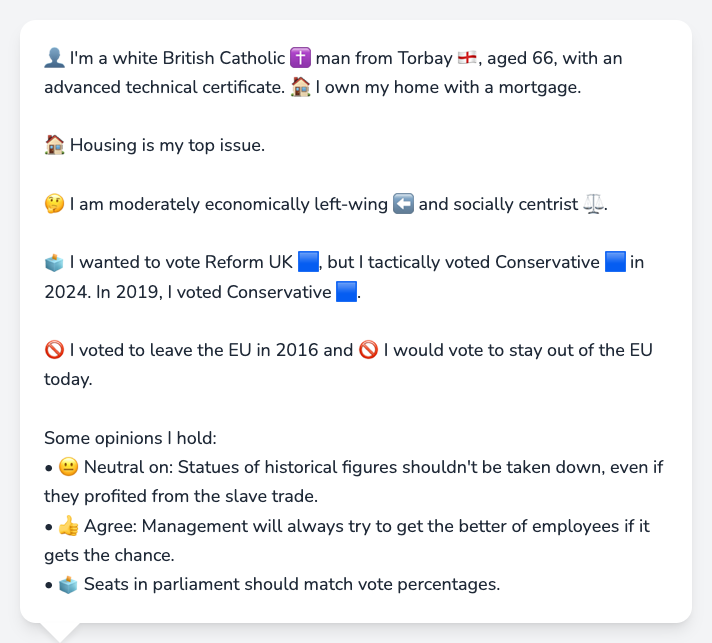 👤 I'm a white British Catholic ✝️ man from Torbay 🏴󠁧󠁢󠁥󠁮󠁧󠁿, aged 66, with an
advanced technical certificate. 🏠 I own my home with a mortgage.
🏠 Housing is my top issue.
🤔 I am moderately economically left-wing ⬅️ and socially centrist ⚖️.
🗳️ I wanted to vote Reform UK 🟦, but I tactically voted Conservative 🟦 in
2024. In 2019, I voted Conservative 🟦.
🚫 I voted to leave the EU in 2016 and 🚫 I would vote to stay out of the EU
today.
Some opinions I hold:
• 😐 Neutral on: Statues of historical figures shouldn't be taken down, even if
they profited from the slave trade.
• 👍 Agree: Management will always try to get the better of employees if it
gets the chance.
• 🗳️ Seats in parliament should match vote percentages.